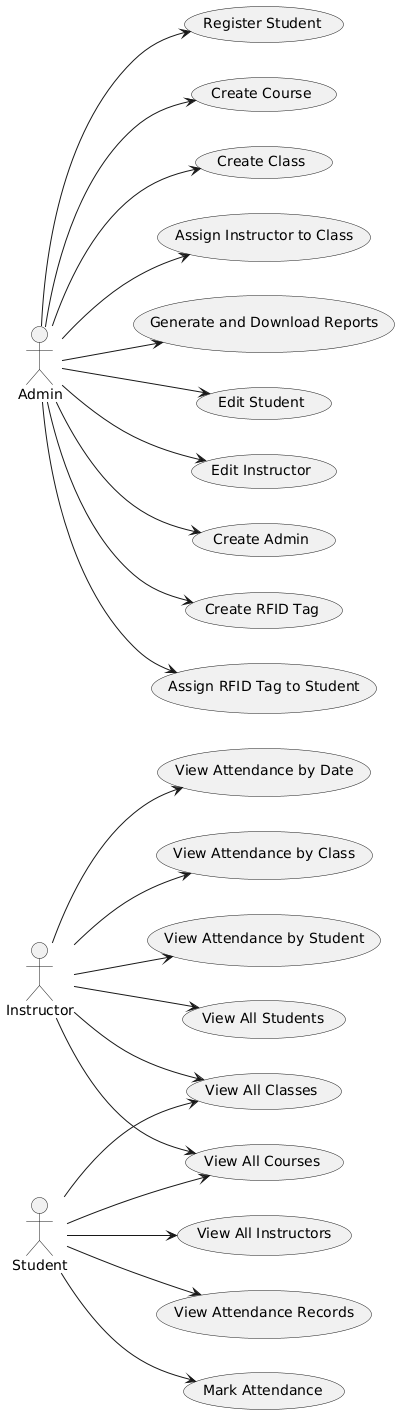 Register Student
Create Course
Create Class
Assign Instructor to Class
Generate and Download Reports
Admin
Edit Student
Edit Instructor
Create Admin
Create RFID Tag
Assign RFID Tag to Student
View Attendance by Date
View Attendance by Class
View Attendance by Student
Instructor
View All Students
View All Classes
View All Courses
View All Instructors
Student
View Attendance Records
Mark Attendance